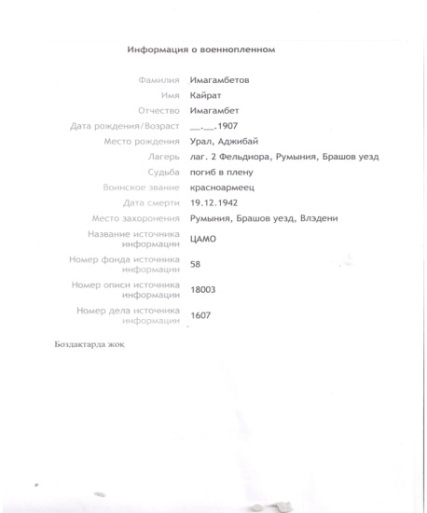 Информация о военнопленном
Фамилия Имагамбетов
Имя Кайрат
Отчество Имагамбет
Дата рождения/Возраст __.__.1907
Место рождения Урал, Аджибай
Лагерь лаг. 2 Фельдиора, Румыния, Брашов уезд
Судьба погиб в плену
Воинское звание красноармеец
Дата смерти 19.12.1942
Место захоронения Румыния, Брашов уезд, Влэдени
Название источника
информации ЦАМО
Номер фонда источника
информации 58
Номер описи источника
информации 18003
Номер дела источника
информации 1607
Боздактарда жоқ